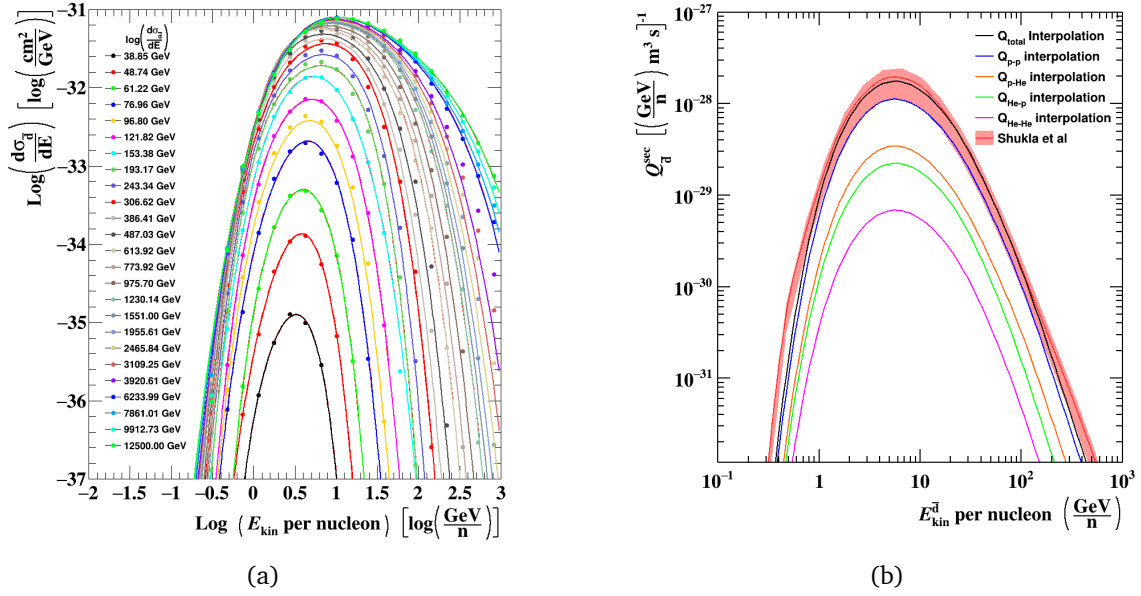 Log(dσ_d̄/dE) [log(cm²/GeV)]
−31
−32
−33
−34
−35
−36
−37
log(dσ_d̄/dE)
38.85 GeV
48.74 GeV
61.22 GeV
76.96 GeV
96.80 GeV
121.82 GeV
153.38 GeV
193.17 GeV
243.34 GeV
306.62 GeV
386.41 GeV
487.03 GeV
613.92 GeV
773.92 GeV
975.70 GeV
1230.14 GeV
1551.00 GeV
1955.61 GeV
2465.84 GeV
3109.25 GeV
3920.61 GeV
6233.99 GeV
7861.01 GeV
9912.73 GeV
12500.00 GeV
−2 −1.5 −1 −0.5 0 0.5 1 1.5 2 2.5 3
Log (E_kin per nucleon) [log(GeV/n)]
(a)
Q_d̄^sec [(GeV/n) m³ s]⁻¹
10⁻²⁷
10⁻²⁸
10⁻²⁹
10⁻³⁰
10⁻³¹
Q_total Interpolation
Q_p-p interpolation
Q_p-He interpolation
Q_He-p interpolation
Q_He-He interpolation
Shukla et al
10⁻¹ 1 10 10² 10³
E_kin^d̄ per nucleon (GeV/n)
(b)